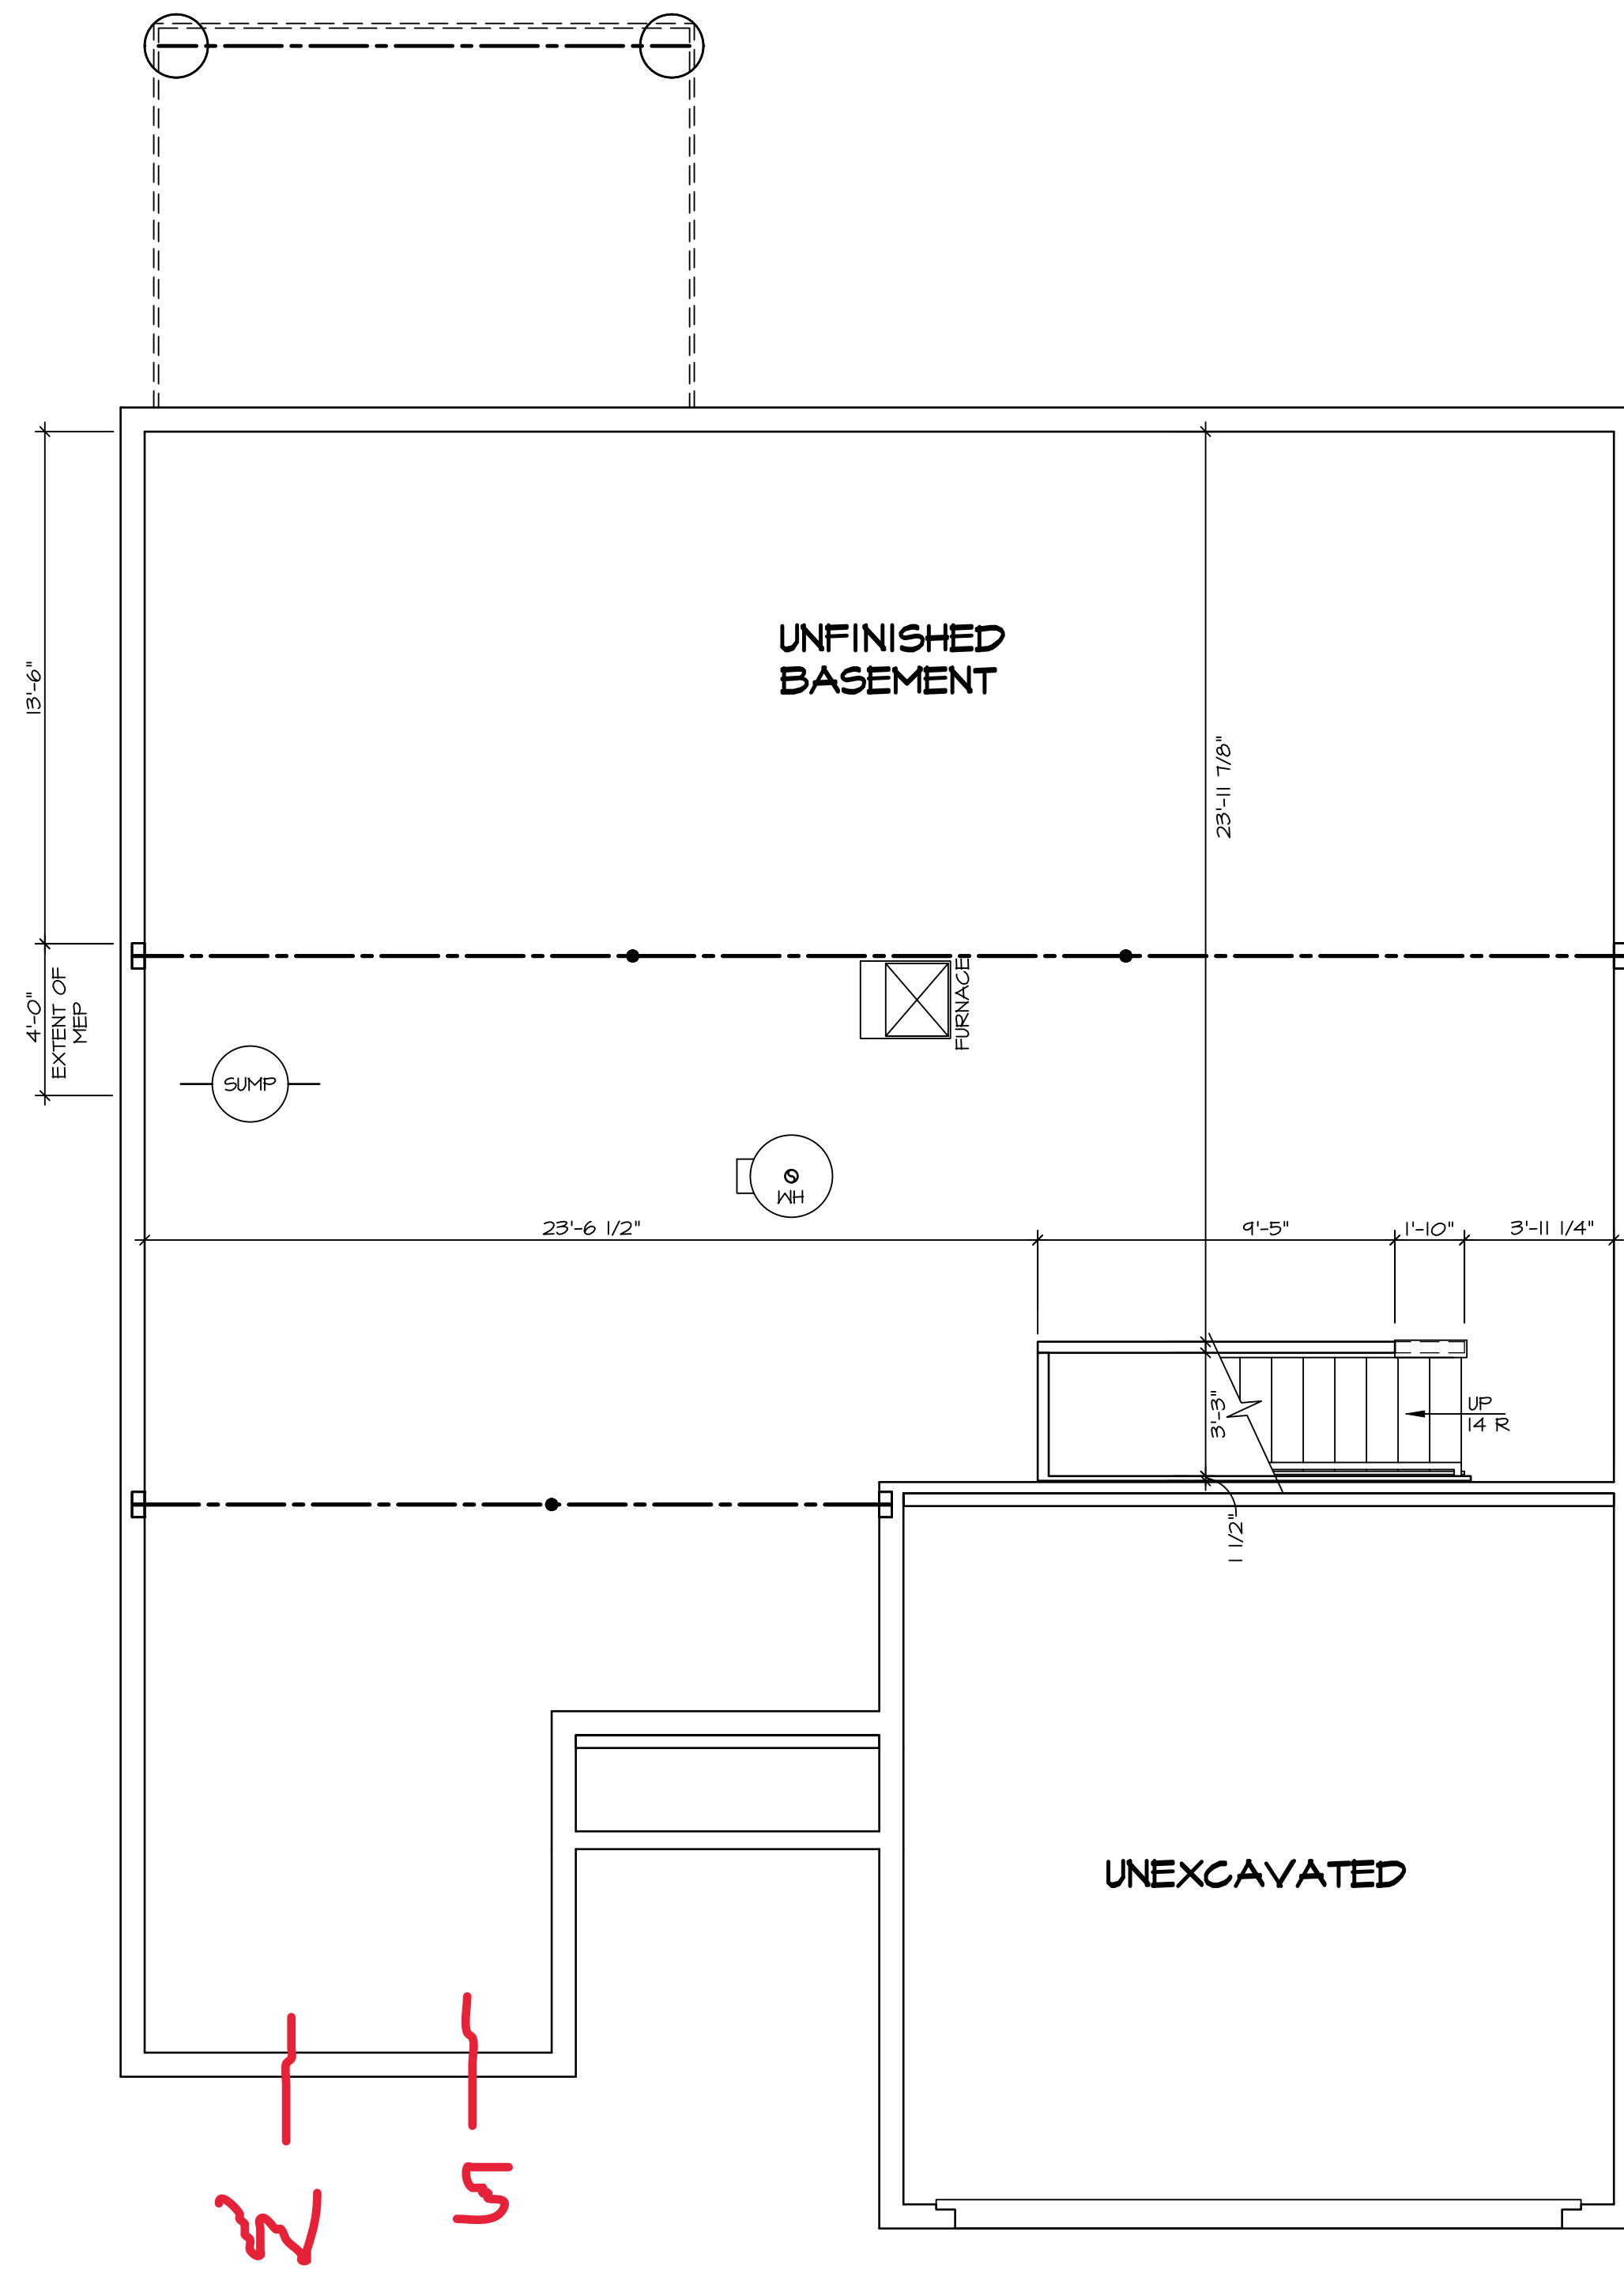 UNFINISHED
BASEMENT
13'-6"
23'-11 7/8"
4'-0"
EXTENT OF
MEP
FURNACE
SUMP
WH
23'-6 1/2"
9'-5"
1'-10"
3'-11 1/4"
3'-3"
UP
14 R
1 1/2"
UNEXCAVATED
W
S